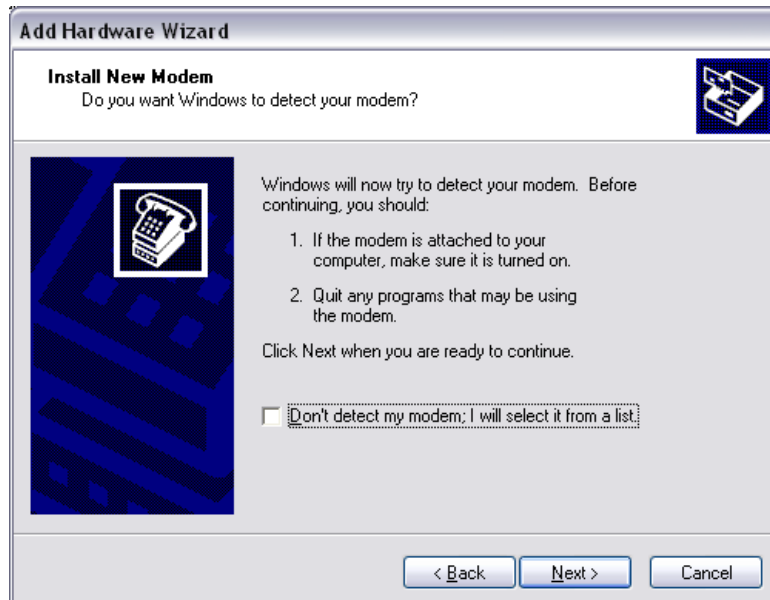 Add Hardware Wizard
Install New Modem
Do you want Windows to detect your modem?
Windows will now try to detect your modem. Before
continuing, you should:
1. If the modem is attached to your
computer, make sure it is turned on.
2. Quit any programs that may be using
the modem.
Click Next when you are ready to continue.
Don't detect my modem; I will select it from a list.
< Back Next > Cancel